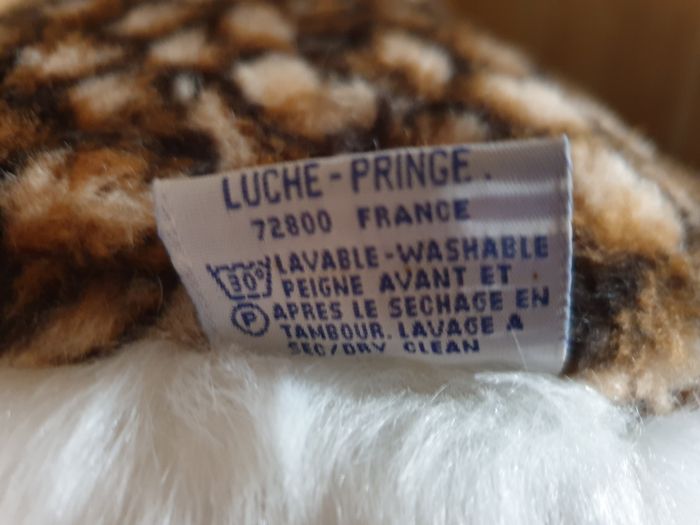 LUCHE-PRINGE.
72800 FRANCE
30° LAVABLE-WASHABLE
PEIGNE AVANT ET
P APRES LE SECHAGE EN
TAMBOUR. LAVAGE A
SEC/DRY CLEAN